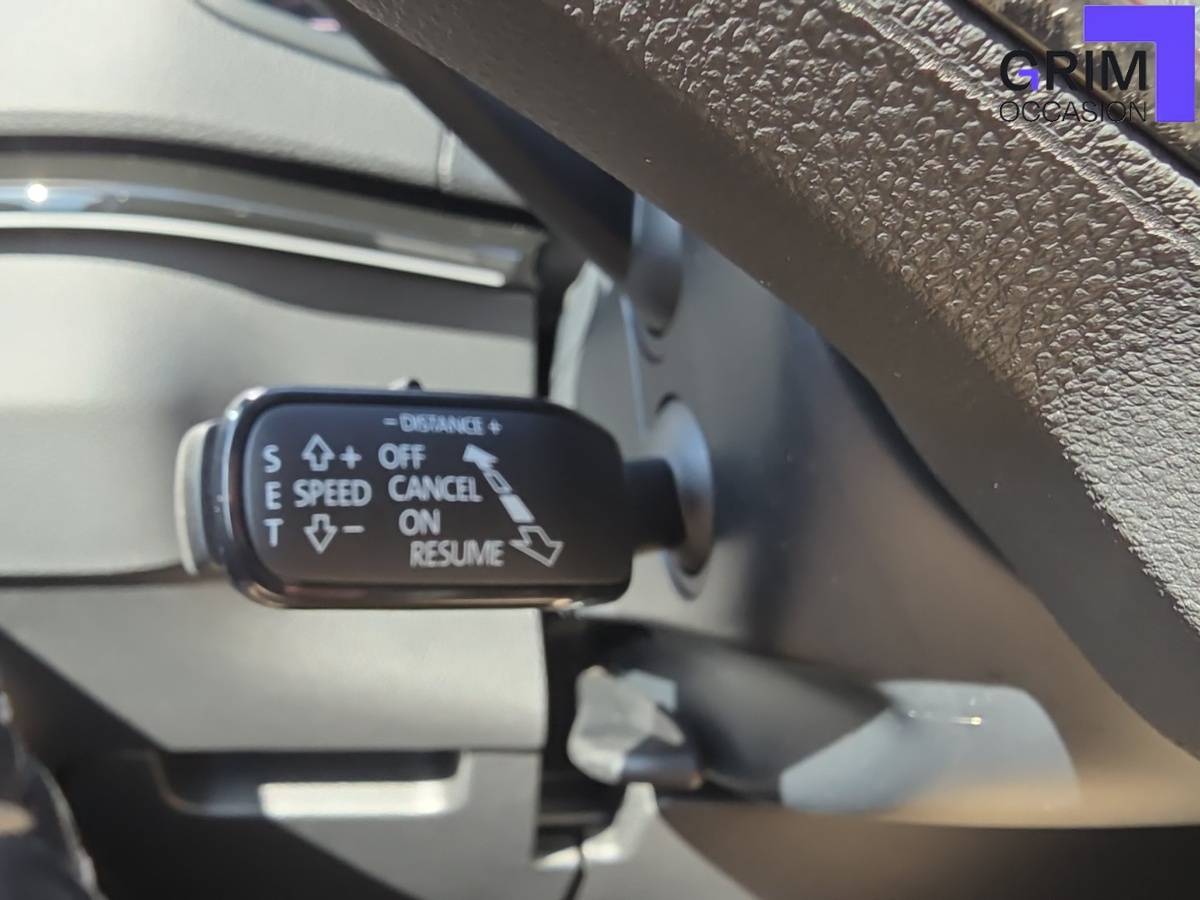 GRIM
OCCASION
– DISTANCE +
S + OFF
E SPEED CANCEL
T – ON
RESUME